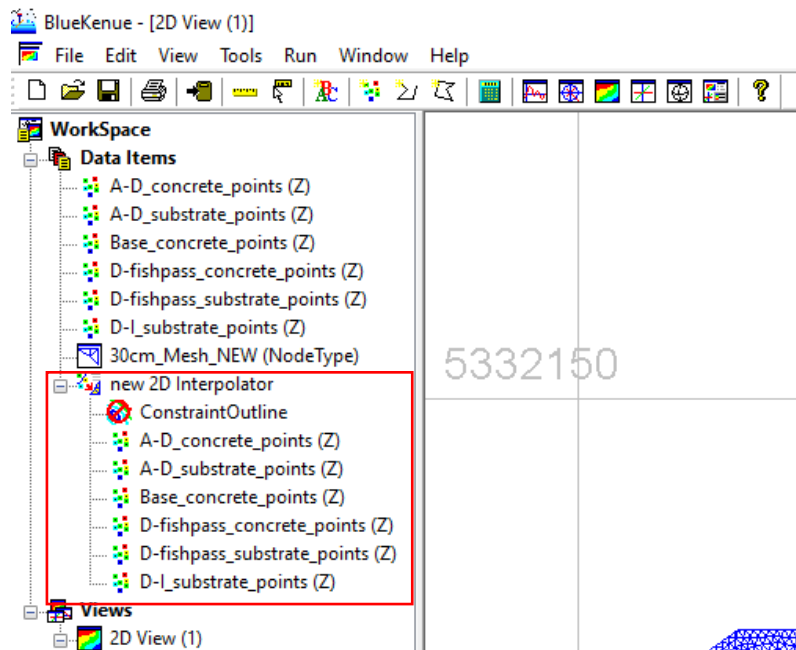 BlueKenue - [2D View (1)]
File Edit View Tools Run Window Help
WorkSpace
Data Items
A-D_concrete_points (Z)
A-D_substrate_points (Z)
Base_concrete_points (Z)
D-fishpass_concrete_points (Z)
D-fishpass_substrate_points (Z)
D-I_substrate_points (Z)
30cm_Mesh_NEW (NodeType)
new 2D Interpolator
ConstraintOutline
A-D_concrete_points (Z)
A-D_substrate_points (Z)
Base_concrete_points (Z)
D-fishpass_concrete_points (Z)
D-fishpass_substrate_points (Z)
D-I_substrate_points (Z)
Views
2D View (1)
5332150